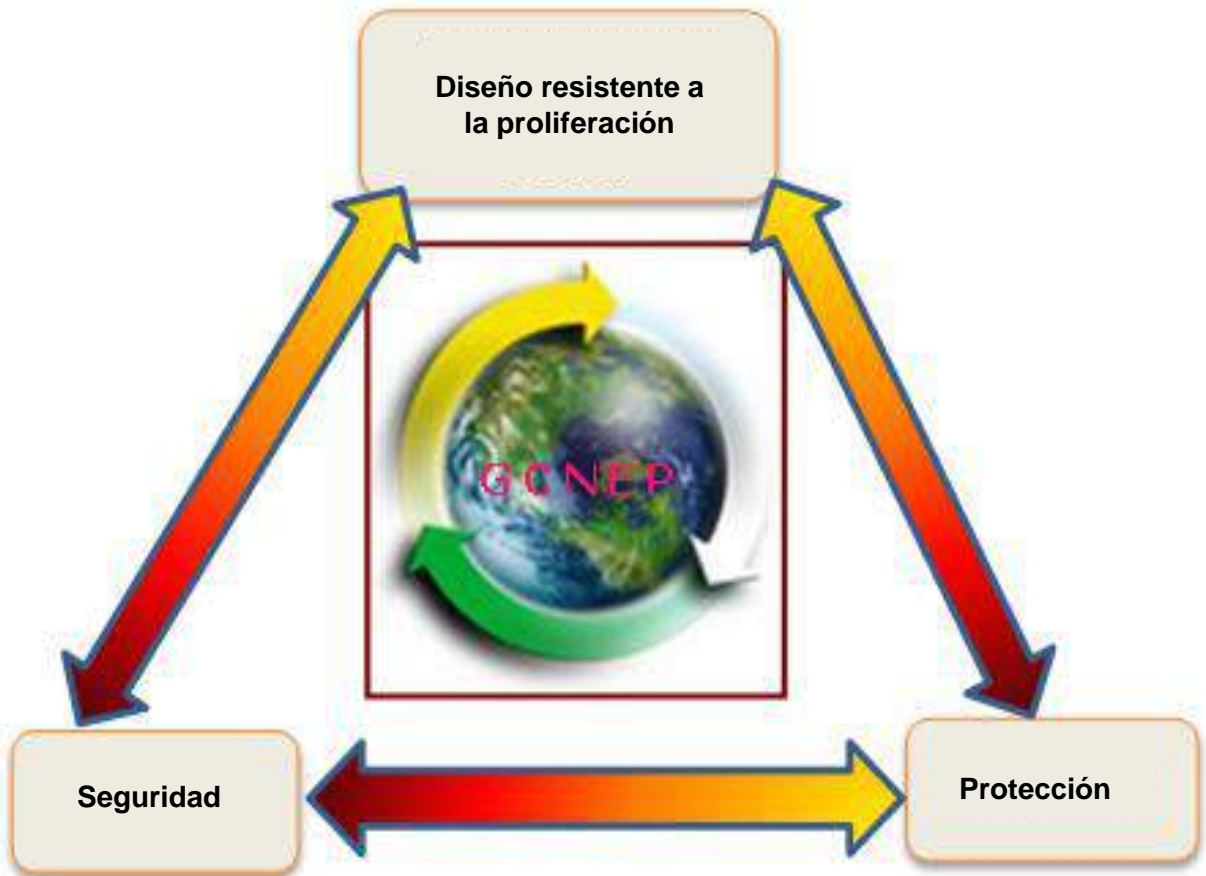 Diseño resistente a
la proliferación
GCNEP
Seguridad
Protección